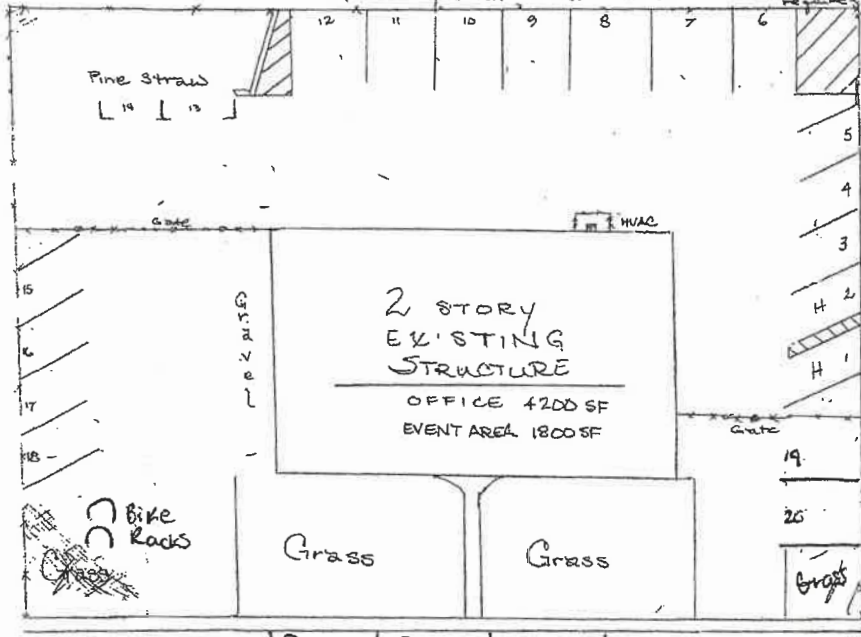 12 11 10 9 8 7 6
Pine Straw
14 13
5
4
3
H 2
H 1
Gate
HVAC
15
16
17
18
Gravel
2 STORY
EXISTING
STRUCTURE
OFFICE 4200 SF
EVENT AREA 1800 SF
Gate
19
20
Bike
Racks
Grass
Grass
Grass
Grass